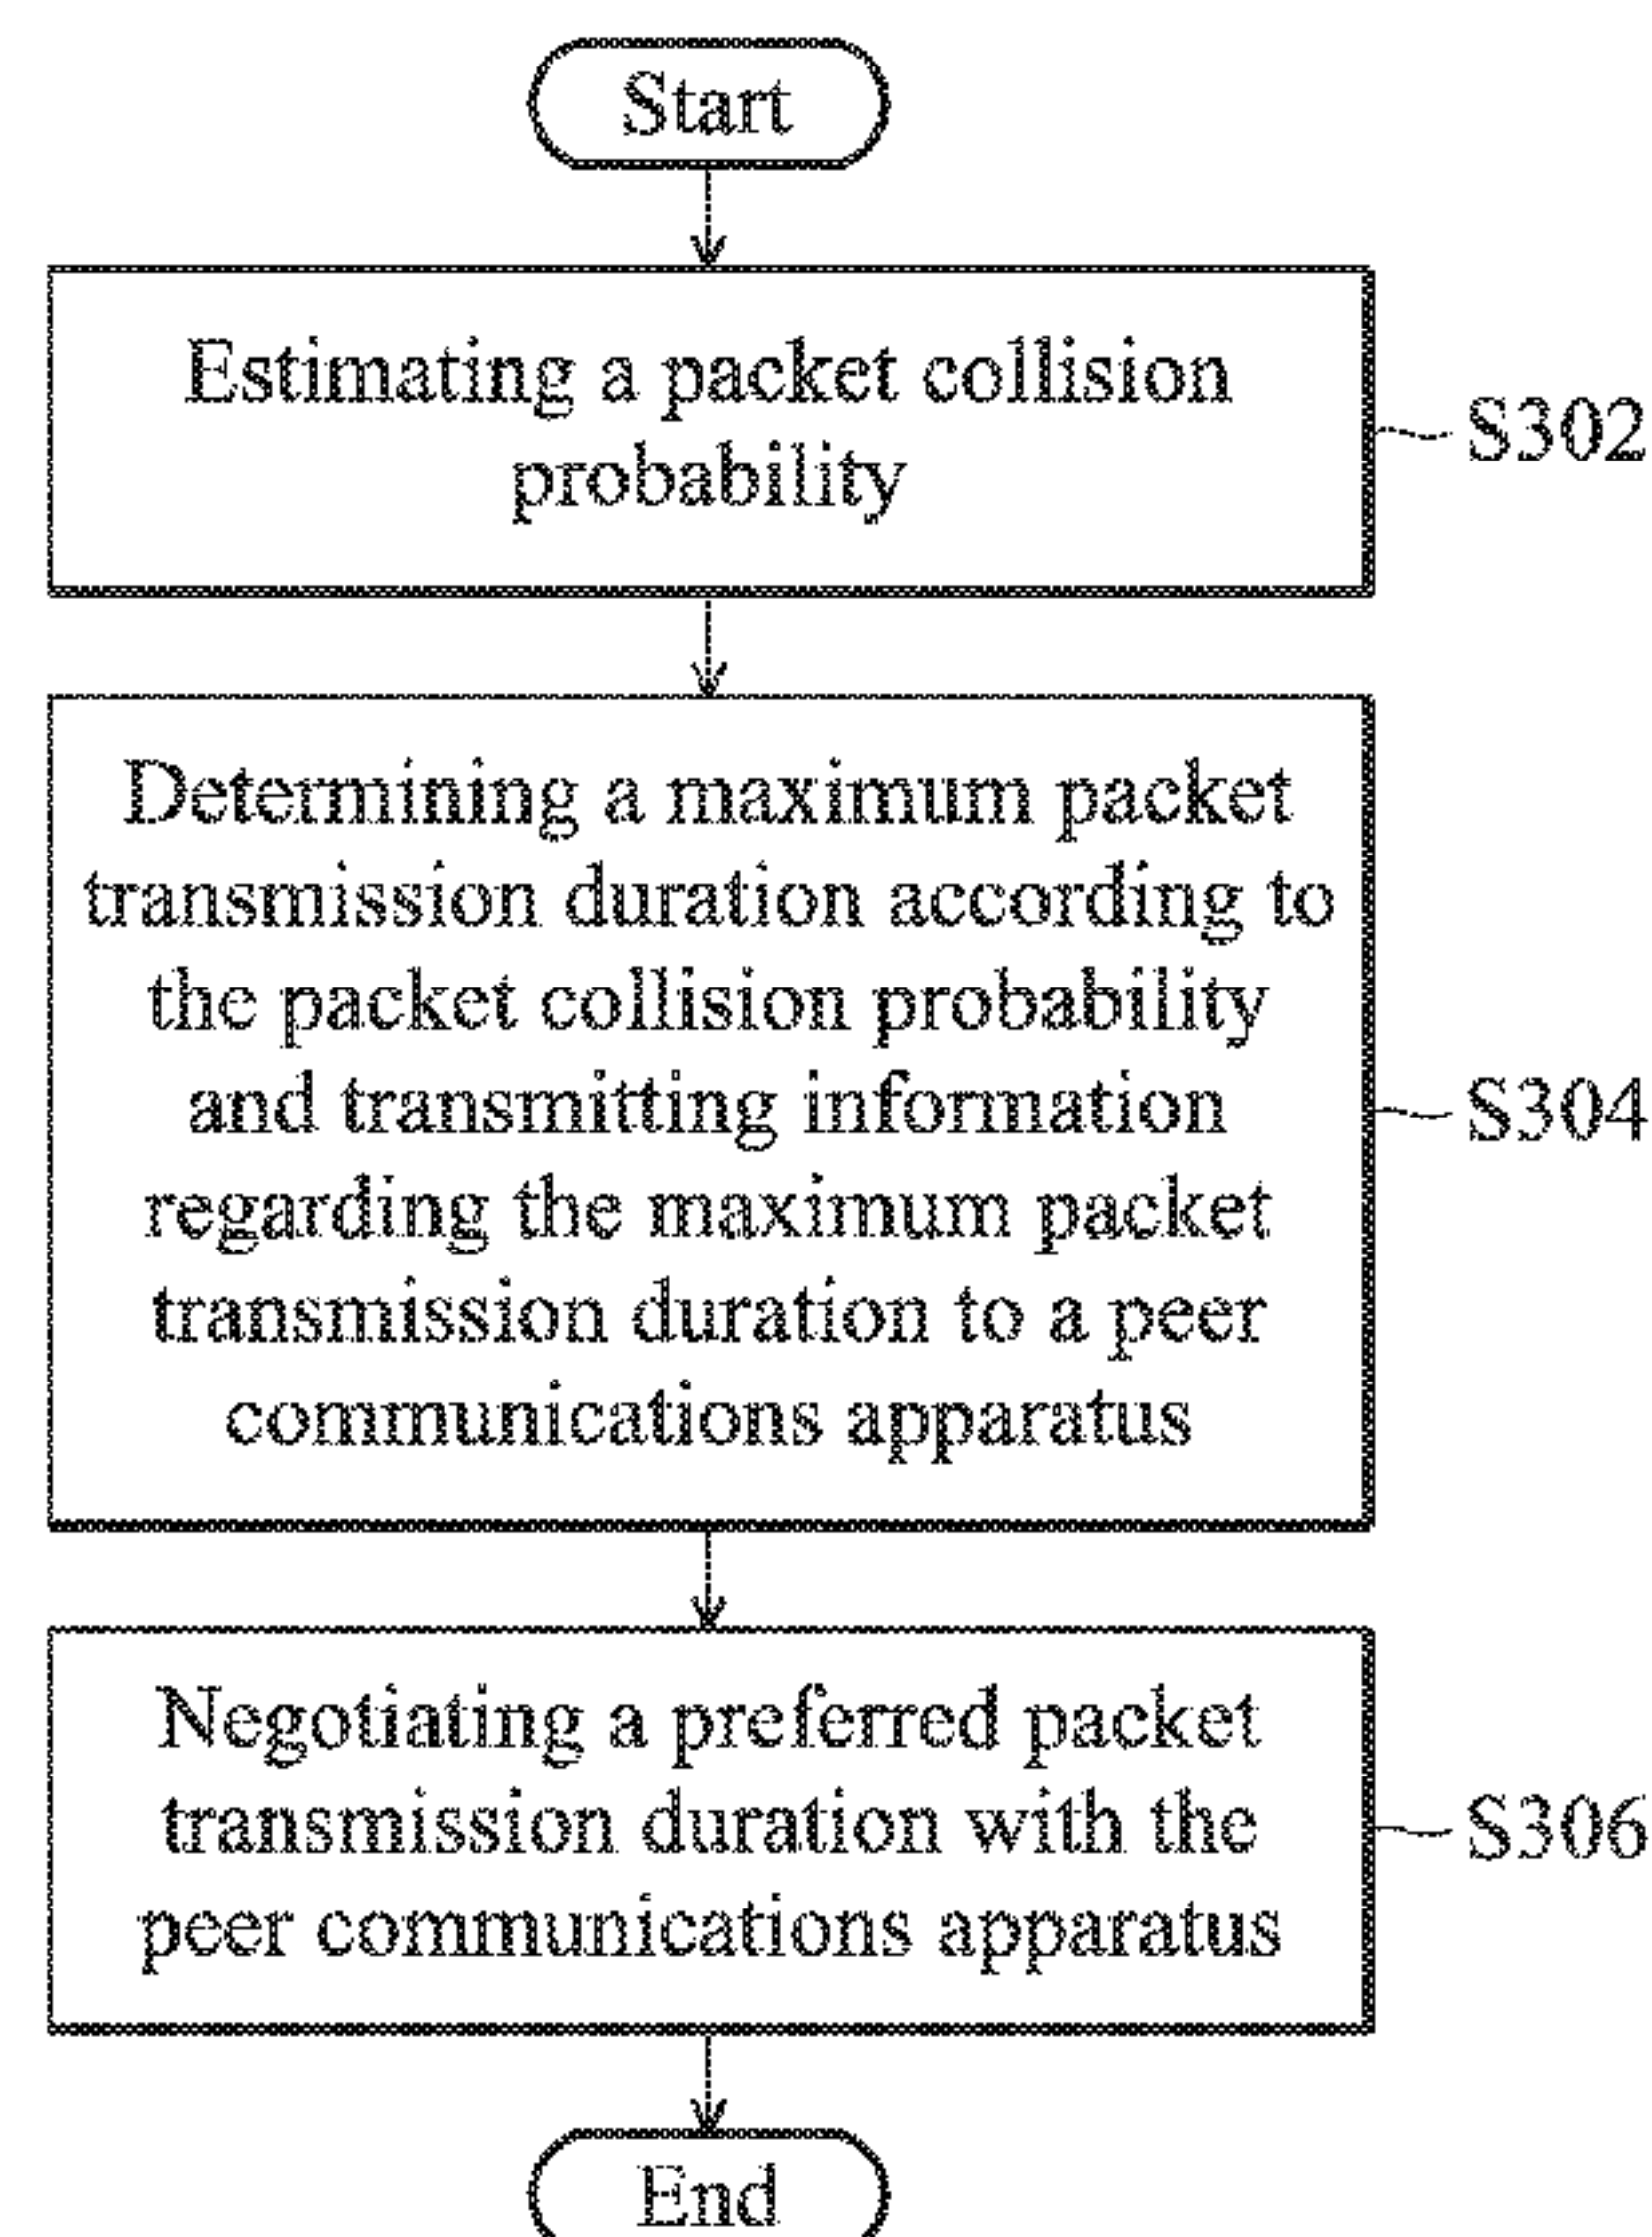 Start
Estimating a packet collision
probability
S302
Determining a maximum packet
transmission duration according to
the packet collision probability
and transmitting information
regarding the maximum packet
transmission duration to a peer
communications apparatus
S304
Negotiating a preferred packet
transmission duration with the
peer communications apparatus
S306
End